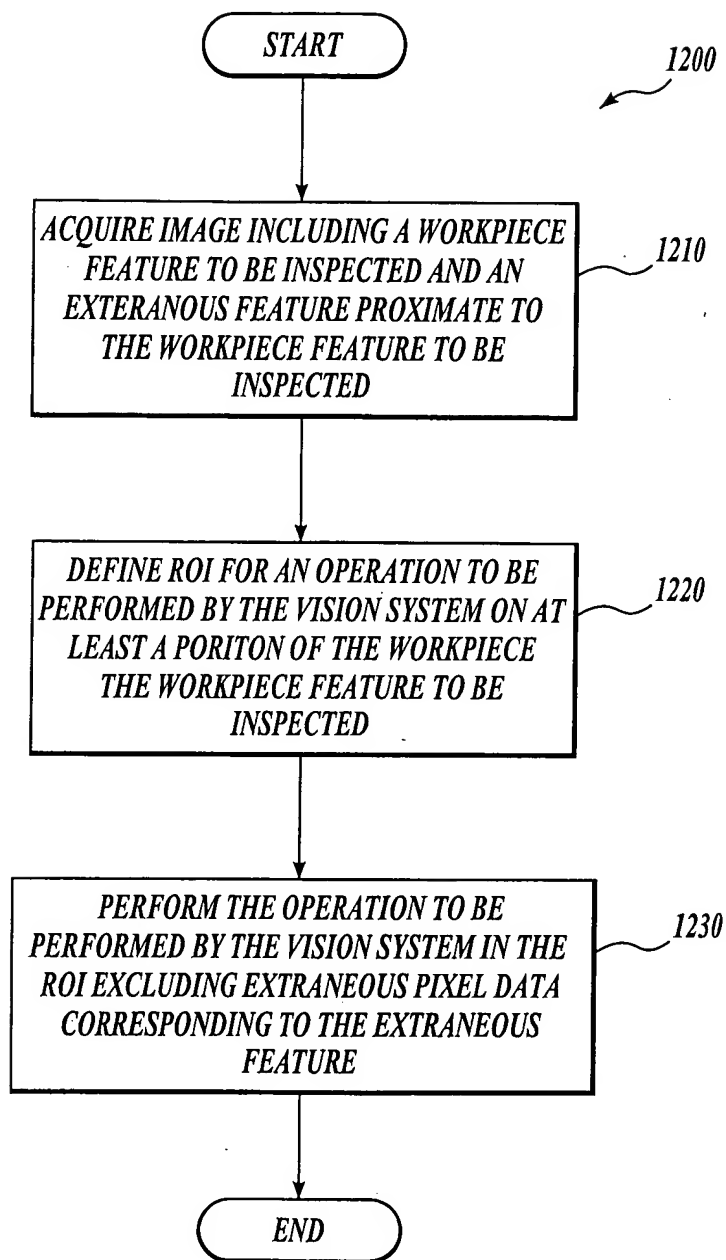 START
1200
ACQUIRE IMAGE INCLUDING A WORKPIECE
FEATURE TO BE INSPECTED AND AN
EXTERANOUS FEATURE PROXIMATE TO
THE WORKPIECE FEATURE TO BE
INSPECTED
1210
DEFINE ROI FOR AN OPERATION TO BE
PERFORMED BY THE VISION SYSTEM ON AT
LEAST A PORITON OF THE WORKPIECE
THE WORKPIECE FEATURE TO BE
INSPECTED
1220
PERFORM THE OPERATION TO BE
PERFORMED BY THE VISION SYSTEM IN THE
ROI EXCLUDING EXTRANEOUS PIXEL DATA
CORRESPONDING TO THE EXTRANEOUS
FEATURE
1230
END